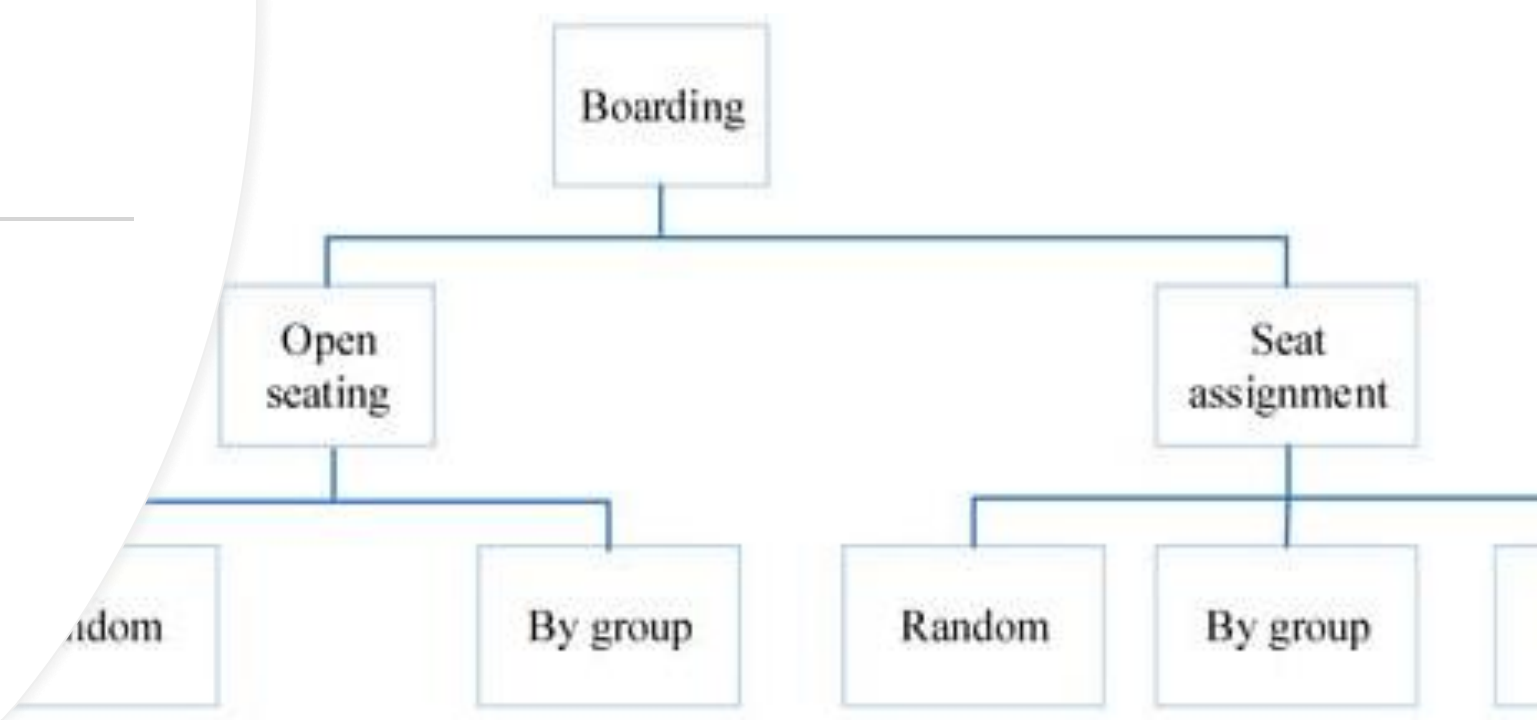 Boarding
Open
seating
Seat
assignment
By group
Random
By group